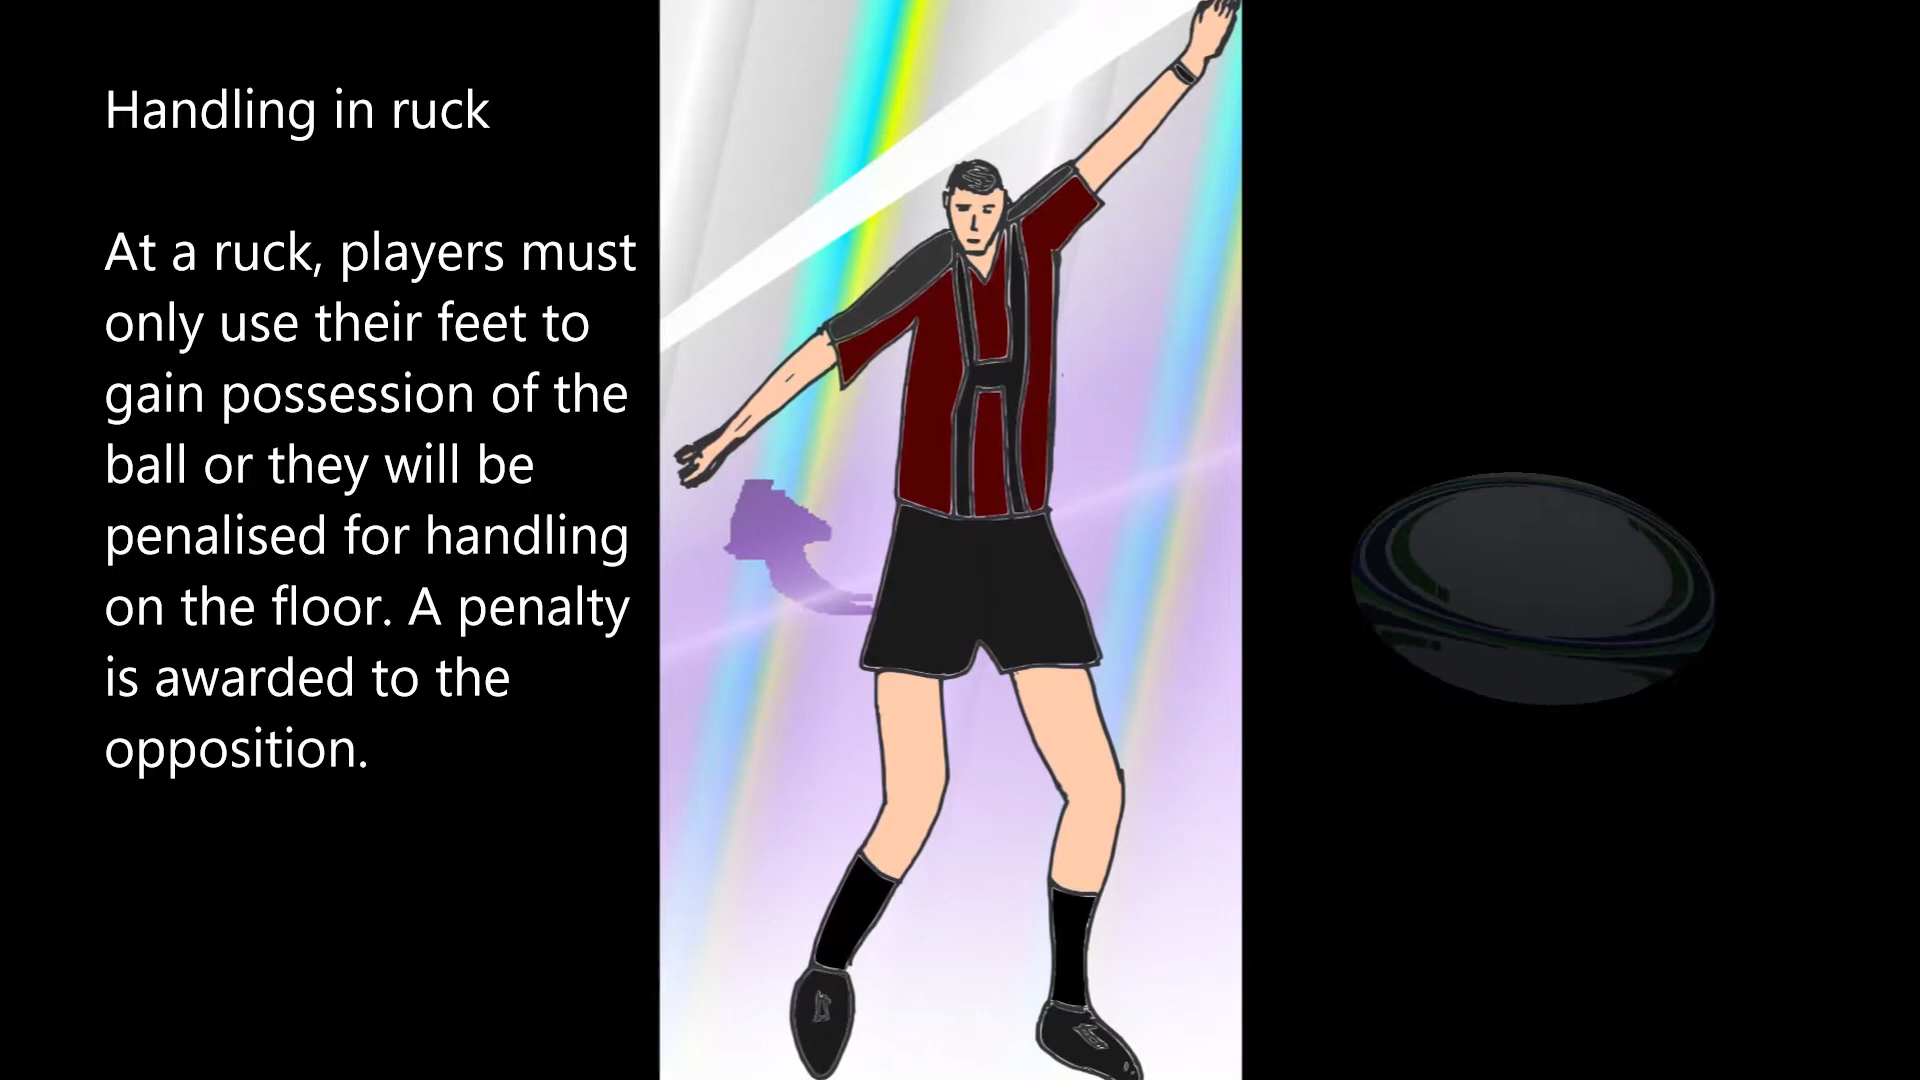 Handling in ruck
At a ruck, players must
only use their feet to
gain possession of the
ball or they will be
penalised for handling
on the floor. A penalty
is awarded to the
opposition.